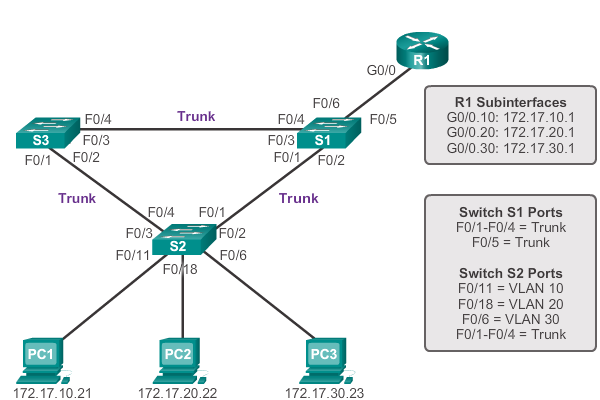 R1
G0/0
F0/6
F0/4
Trunk
F0/4
F0/5
S3
F0/3
F0/3
S1
F0/1
F0/2
F0/1
F0/2
Trunk
Trunk
F0/4
F0/1
F0/3
S2
F0/2
F0/11
F0/18
F0/6
PC1
PC2
PC3
172.17.10.21
172.17.20.22
172.17.30.23
R1 Subinterfaces
G0/0.10: 172.17.10.1
G0/0.20: 172.17.20.1
G0/0.30: 172.17.30.1
Switch S1 Ports
F0/1-F0/4 = Trunk
F0/5 = Trunk
Switch S2 Ports
F0/11 = VLAN 10
F0/18 = VLAN 20
F0/6 = VLAN 30
F0/1-F0/4 = Trunk